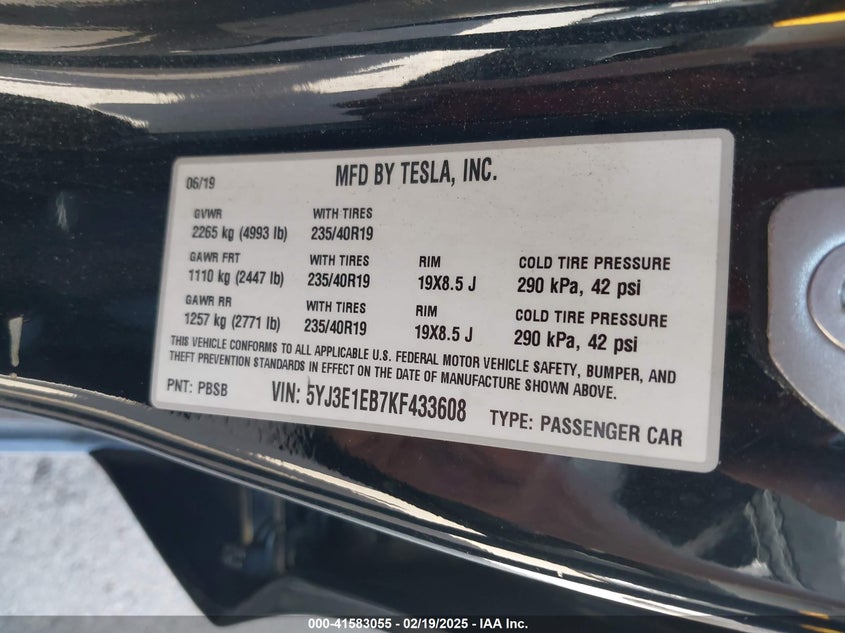 06/19 MFD BY TESLA, INC.
GVWR WITH TIRES
2265 kg (4993 lb) 235/40R19
GAWR FRT WITH TIRES RIM COLD TIRE PRESSURE
1110 kg (2447 lb) 235/40R19 19X8.5 J 290 kPa, 42 psi
GAWR RR WITH TIRES RIM COLD TIRE PRESSURE
1257 kg (2771 lb) 235/40R19 19X8.5 J 290 kPa, 42 psi
THIS VEHICLE CONFORMS TO ALL APPLICABLE U.S. FEDERAL MOTOR VEHICLE SAFETY, BUMPER, AND
THEFT PREVENTION STANDARDS IN EFFECT ON THE DATE OF MANUFACTURE SHOWN ABOVE.
PNT: PBSB VIN: 5YJ3E1EB7KF433608 TYPE: PASSENGER CAR
000-41583055 - 02/19/2025 - IAA Inc.